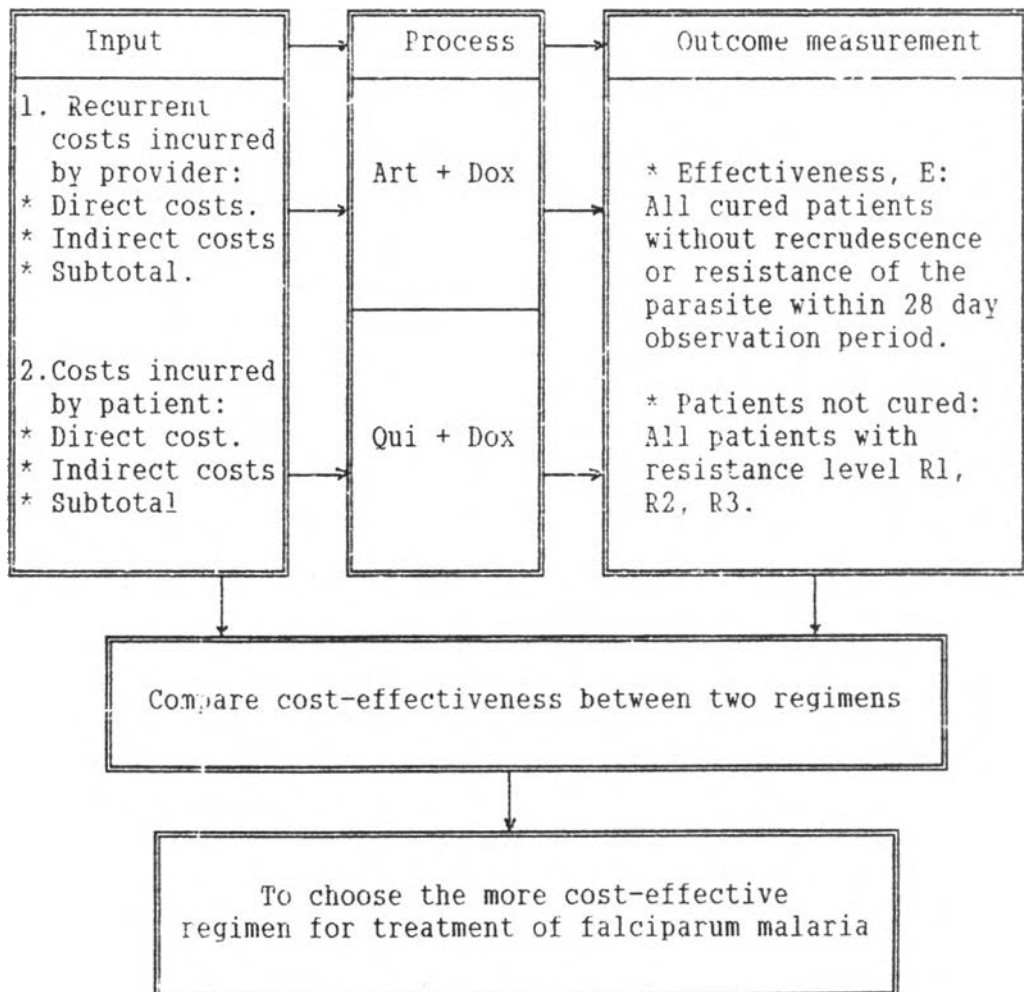 Input
1. Recurrent
costs incurred
by provider:
* Direct costs.
* Indirect costs
* Subtotal.
2.Costs incurred
by patient:
* Direct cost.
* Indirect costs
* Subtotal
Process
Art + Dox
Qui + Dox
Outcome measurement
* Effectiveness, E:
All cured patients
without recrudescence
or resistance of the
parasite within 28 day
observation period.
* Patients not cured:
All patients with
resistance level R1,
R2, R3.
Compare cost-effectiveness between two regimens
To choose the more cost-effective
regimen for treatment of falciparum malaria